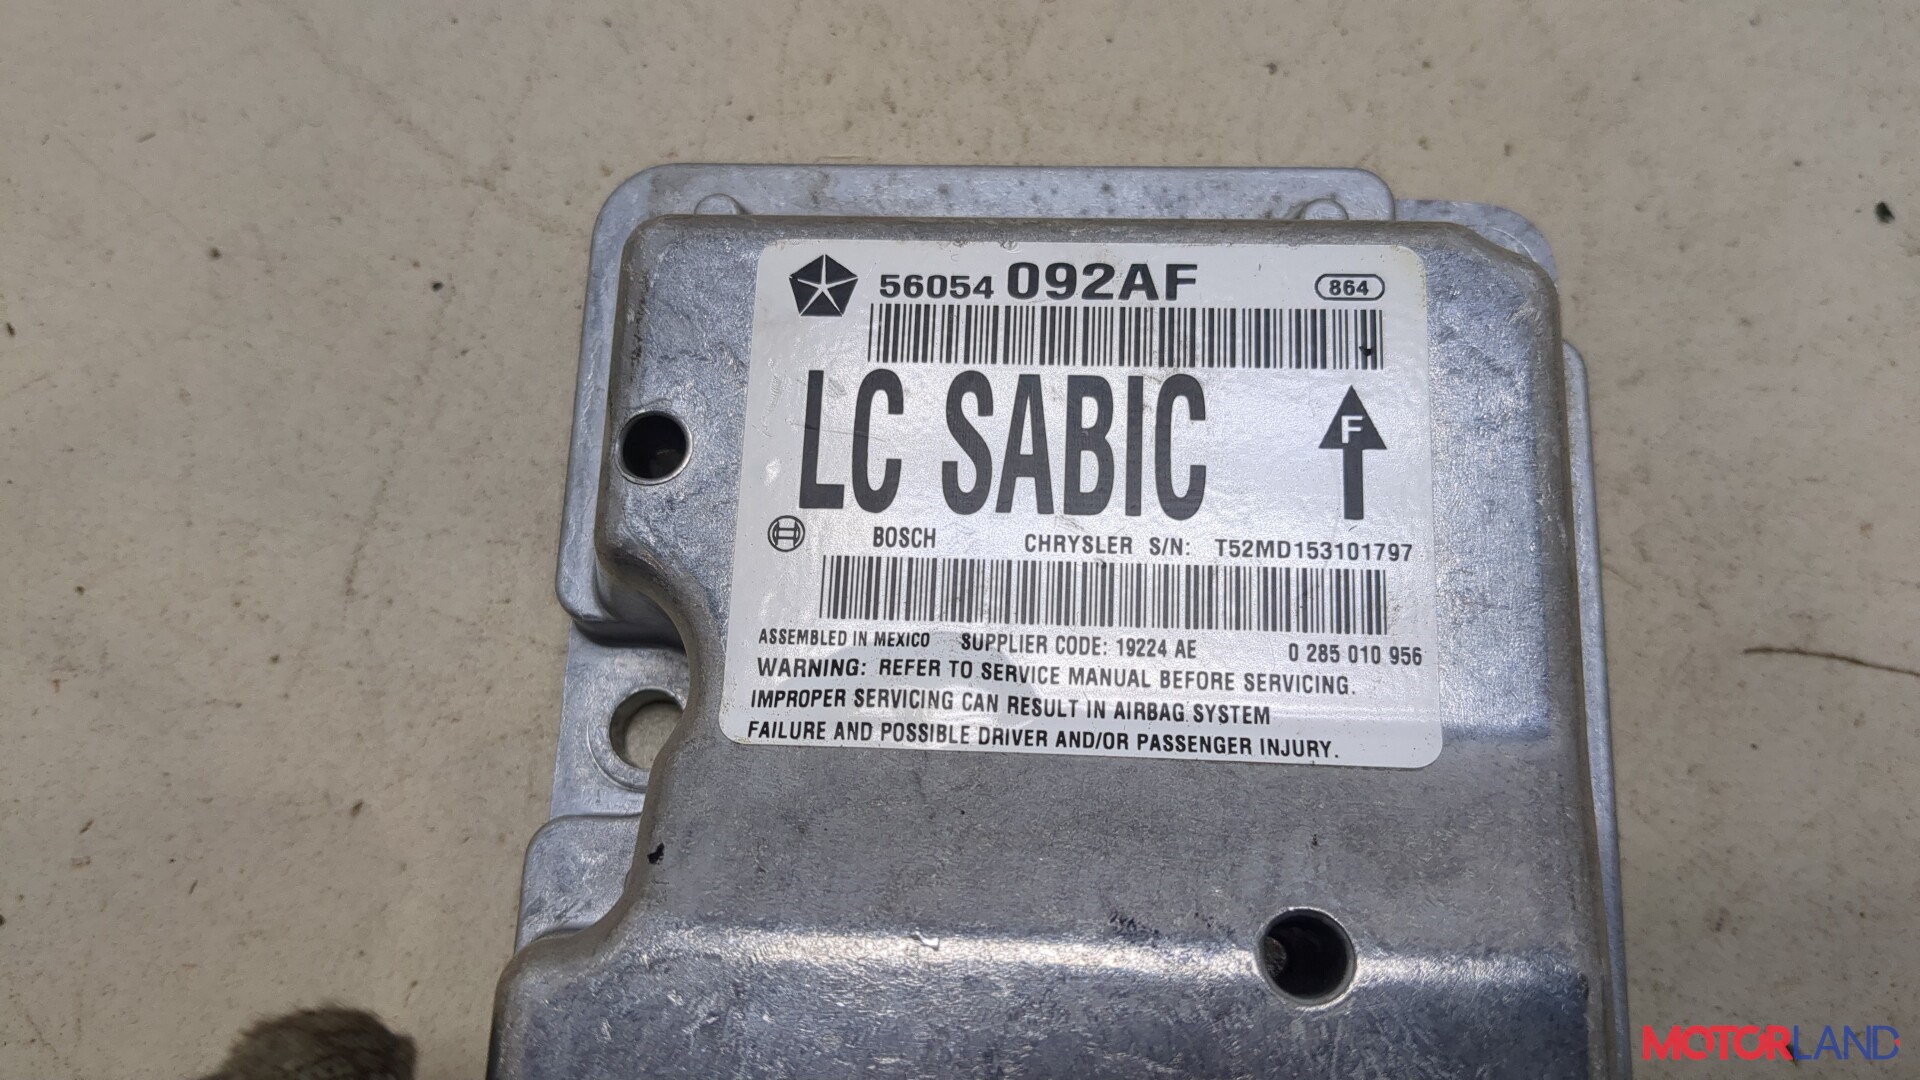 56054 092AF 864
LC SABIC
F
BOSCH CHRYSLER S/N: T52MD153101797
ASSEMBLED IN MEXICO SUPPLIER CODE: 19224 AE 0 285 010 956
WARNING: REFER TO SERVICE MANUAL BEFORE SERVICING.
IMPROPER SERVICING CAN RESULT IN AIRBAG SYSTEM
FAILURE AND POSSIBLE DRIVER AND/OR PASSENGER INJURY.
MOTORLAND